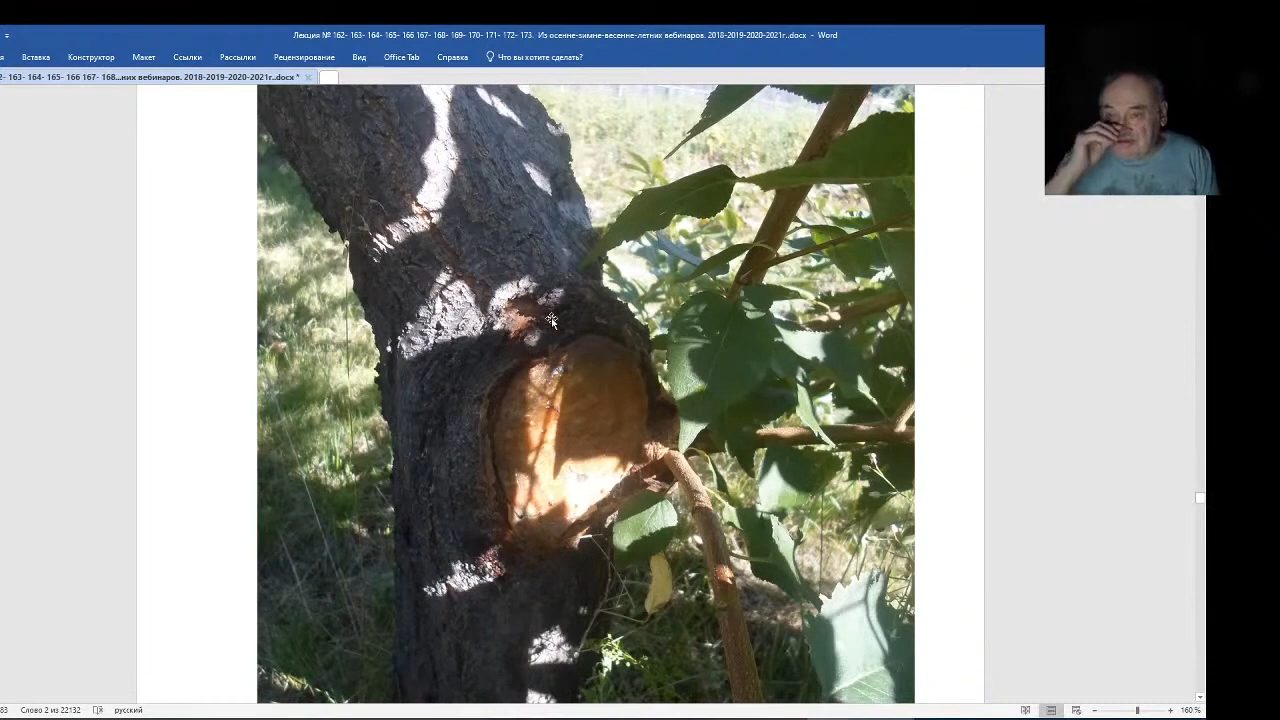 Лекция № 162- 163- 164- 165- 166 167- 168- 169- 170- 171- 172- 173. Из осенне-зимне-весенне-летних вебинаров. 2018-2019-2020-2021г..docx - Word
Вставка Конструктор Макет Ссылки Рассылки Рецензирование Вид Office Tab Справка Что вы хотите сделать?
2- 163- 164- 165- 166 167- 168...них вебинаров. 2018-2019-2020-2021г..docx *
83 Слово 2 из 22132 русский 160 %